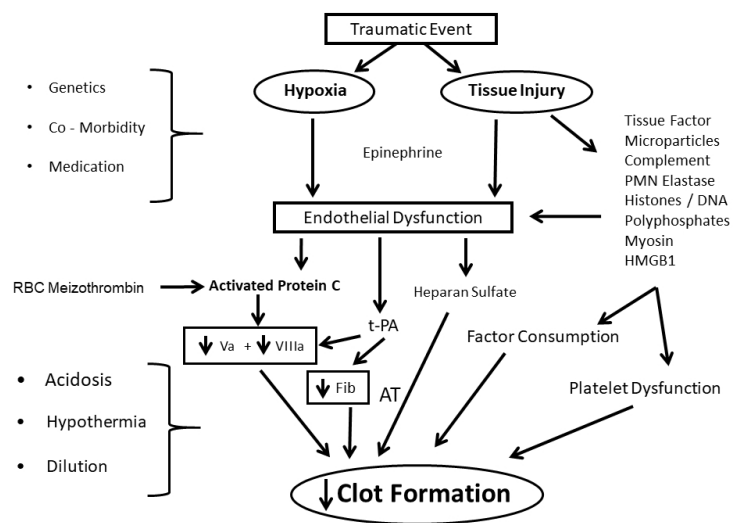 Traumatic Event
Hypoxia
Tissue Injury
• Genetics
• Co - Morbidity
• Medication
Epinephrine
Tissue Factor
Microparticles
Complement
PMN Elastase
Histones / DNA
Polyphosphates
Myosin
HMGB1
Endothelial Dysfunction
RBC Meizothrombin
Activated Protein C
Heparan Sulfate
t-PA
↓ Va + ↓ VIIIa
Factor Consumption
↓ Fib
AT
Platelet Dysfunction
• Acidosis
• Hypothermia
• Dilution
↓ Clot Formation